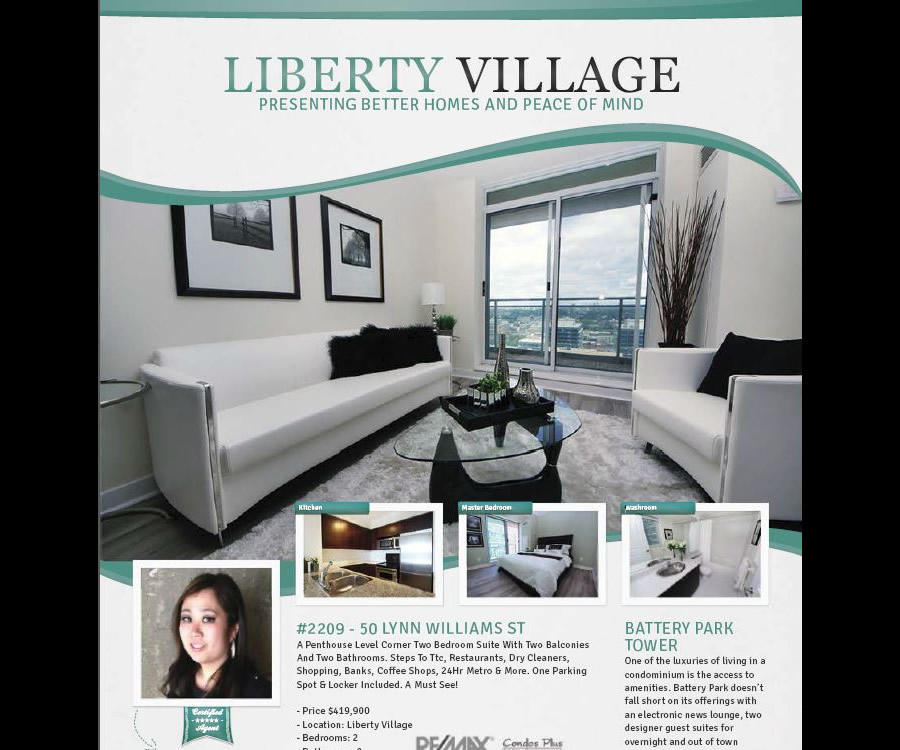 LIBERTY VILLAGE
PRESENTING BETTER HOMES AND PEACE OF MIND
Kitchen
Master Bedroom
Washroom
#2209 - 50 LYNN WILLIAMS ST
A Penthouse Level Corner Two Bedroom Suite With Two Balconies
And Two Bathrooms. Steps To Ttc, Restaurants, Dry Cleaners,
Shopping, Banks, Coffee Shops, 24Hr Metro & More. One Parking
Spot & Locker Included. A Must See!
- Price $419,900
- Location: Liberty Village
- Bedrooms: 2
BATTERY PARK
TOWER
One of the luxuries of living in a
condominium is the access to
amenities. Battery Park doesn't
fall short on its offerings with
an electronic news lounge, two
designer guest suites for
overnight and out of town
Certified
Agent
RE/MAX Condos Plus